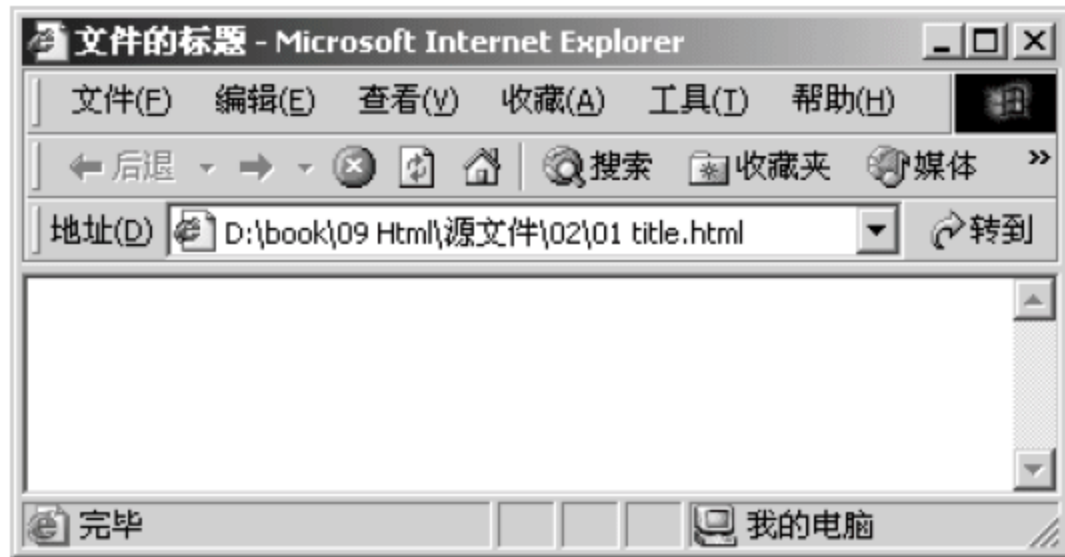 文件的标题 - Microsoft Internet Explorer
文件(F) 编辑(E) 查看(V) 收藏(A) 工具(T) 帮助(H)
后退 搜索 收藏夹 媒体 »
地址(D) D:\book\09 Html\源文件\02\01 title.html 转到
完毕 我的电脑